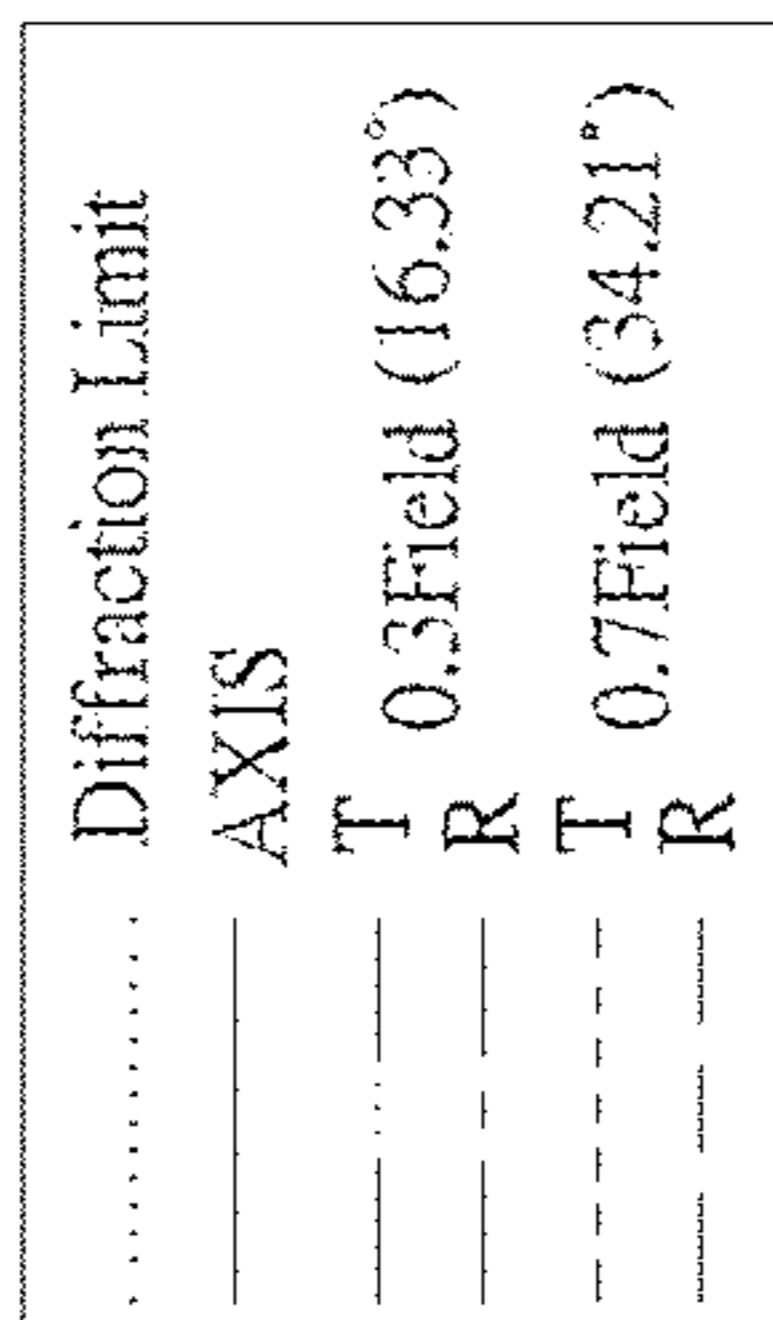 Diffraction Limit
AXIS
T 0.3Field (16.33°)
R
T 0.7Field (34.21°)
R